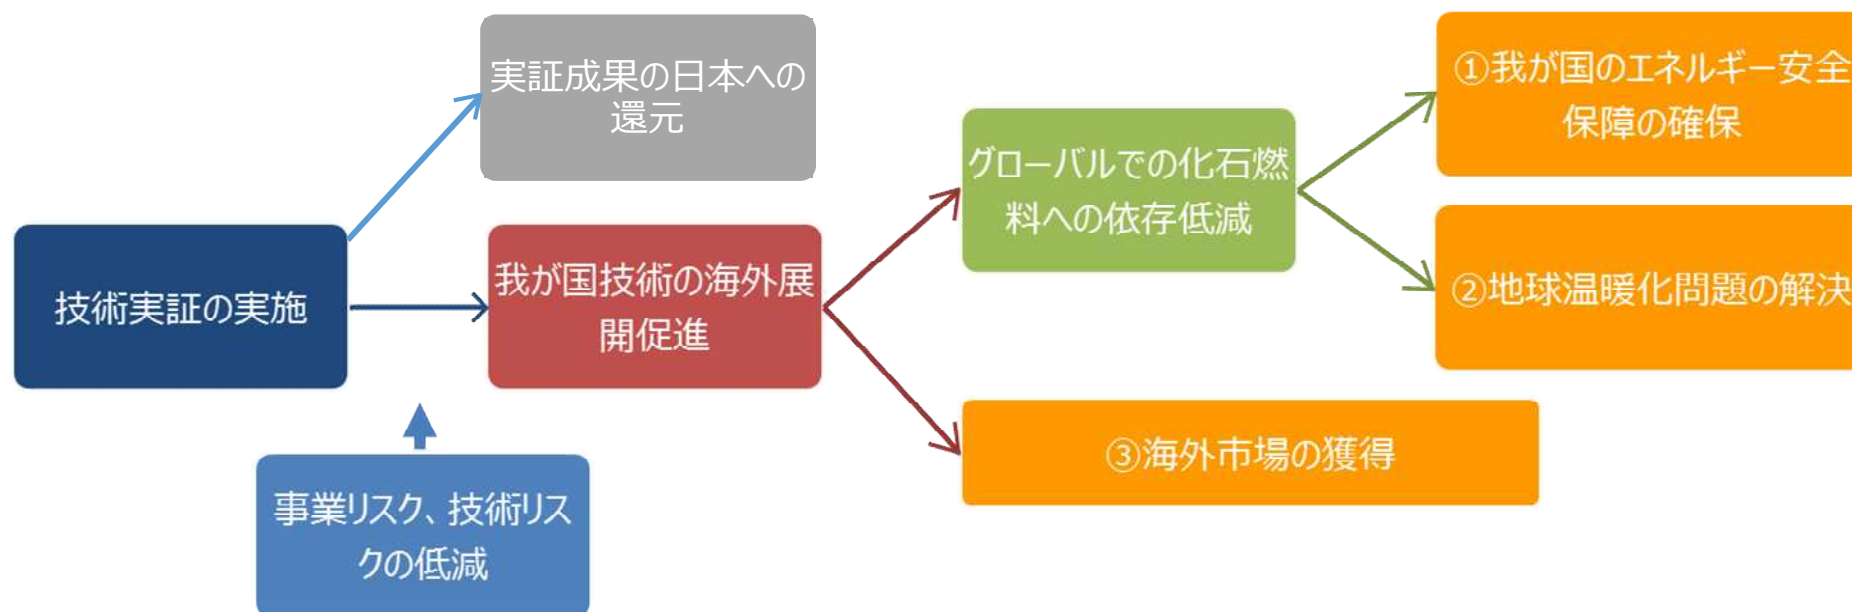 実証成果の日本への
還元
①我が国のエネルギー安全
保障の確保
グローバルでの化石燃
料への依存低減
技術実証の実施
我が国技術の海外展
開促進
②地球温暖化問題の解決
③海外市場の獲得
事業リスク、技術リス
クの低減